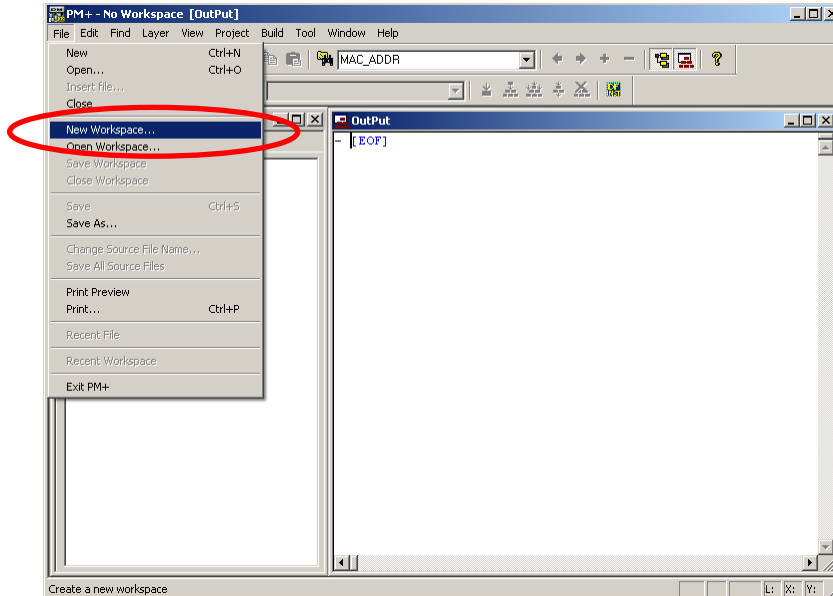 PM+ - No Workspace [OutPut]
File Edit Find Layer View Project Build Tool Window Help
New Ctrl+N
Open... Ctrl+O
Insert file...
Close
New Workspace...
Open Workspace...
Save Workspace
Close Workspace
Save Ctrl+S
Save As...
Change Source File Name...
Save All Source Files
Print Preview
Print... Ctrl+P
Recent File
Recent Workspace
Exit PM+
MAC_ADDR
OutPut
[EOF]
Create a new workspace
L: X: Y: